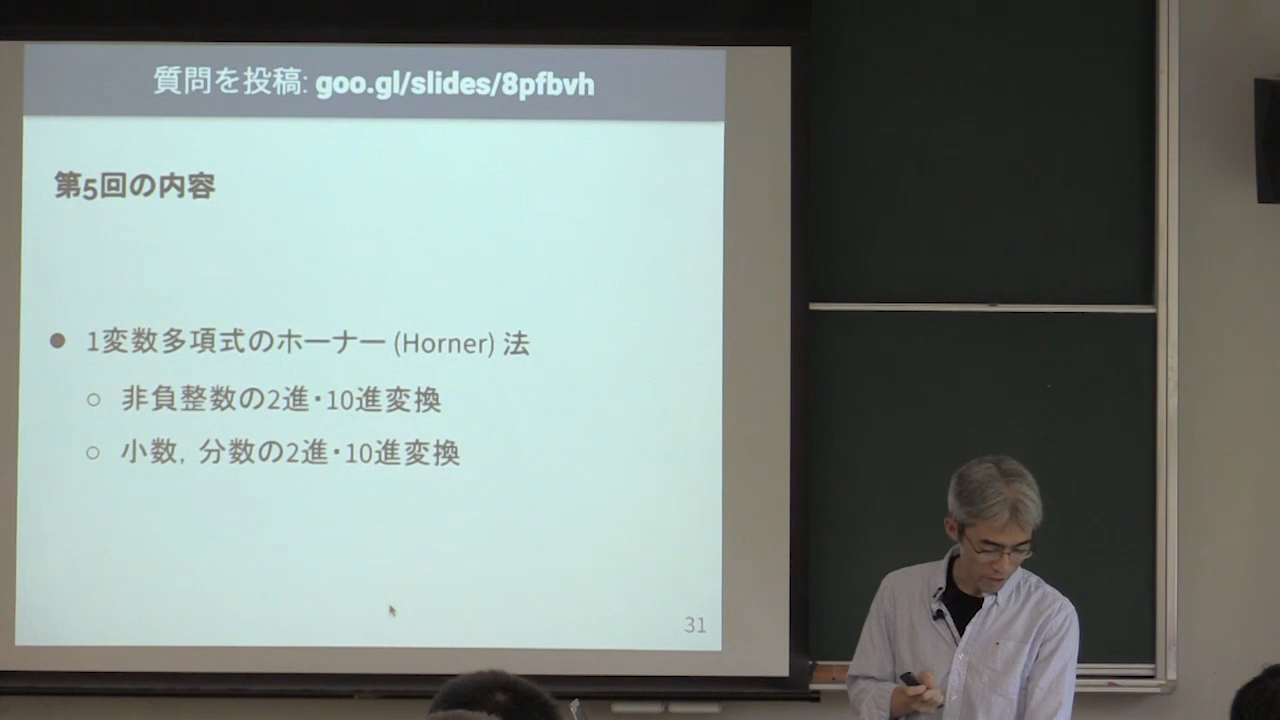 質問を投稿: goo.gl/slides/8pfbvh
第5回の内容
● 1変数多項式のホーナー (Horner) 法
○ 非負整数の2進・10進変換
○ 小数, 分数の2進・10進変換
31